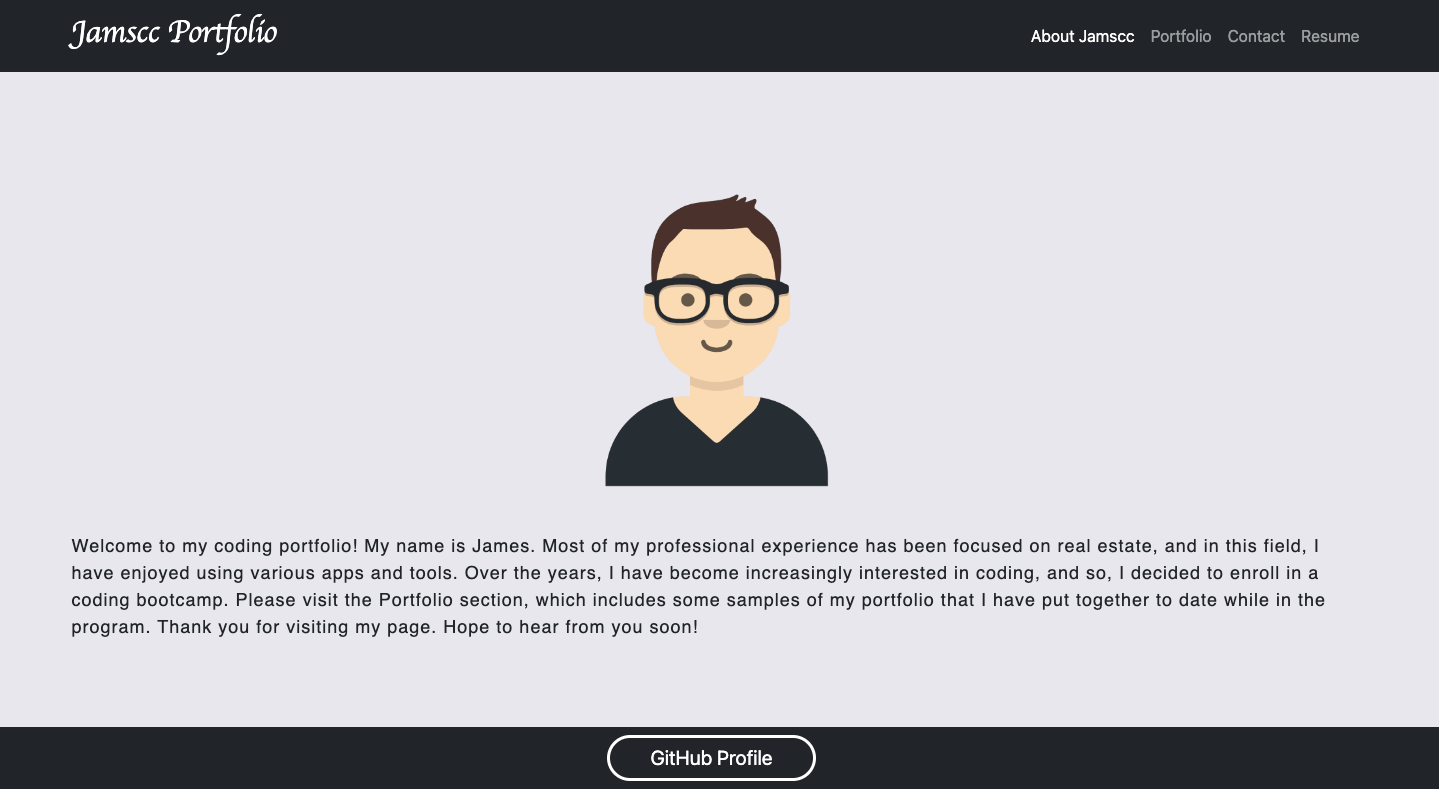 Jamscc Portfolio
About Jamscc Portfolio Contact Resume
Welcome to my coding portfolio! My name is James. Most of my professional experience has been focused on real estate, and in this field, I
have enjoyed using various apps and tools. Over the years, I have become increasingly interested in coding, and so, I decided to enroll in a
coding bootcamp. Please visit the Portfolio section, which includes some samples of my portfolio that I have put together to date while in the
program. Thank you for visiting my page. Hope to hear from you soon!
GitHub Profile